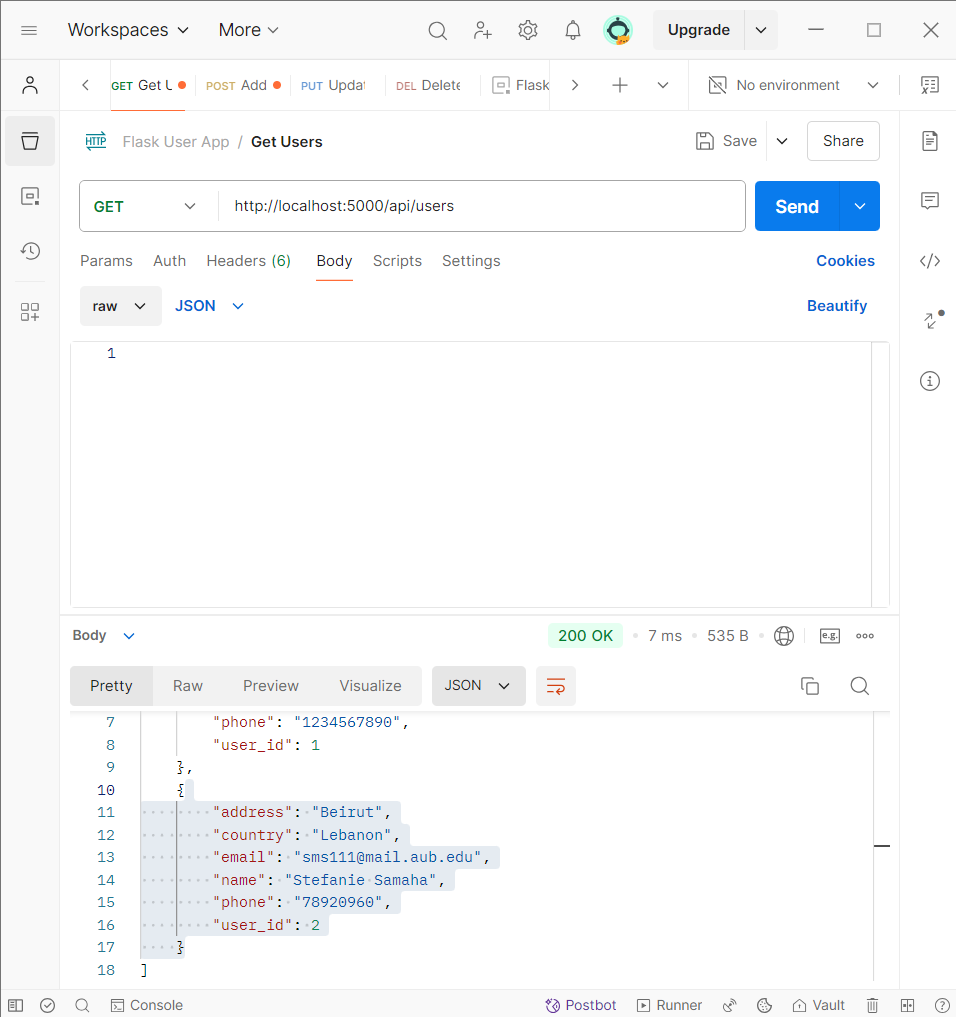 Workspaces More Upgrade
GET Get U POST Add PUT Updat DEL Delete Flask No environment
HTTP Flask User App / Get Users Save Share
GET http://localhost:5000/api/users Send
Params Auth Headers (6) Body Scripts Settings Cookies
raw JSON Beautify
1
Body 200 OK 7 ms 535 B e.g.
Pretty Raw Preview Visualize JSON
7 "phone": "1234567890",
8 "user_id": 1
9 },
10 {
11 "address": "Beirut",
12 "country": "Lebanon",
13 "email": "sms111@mail.aub.edu",
14 "name": "Stefanie Samaha",
15 "phone": "78920960",
16 "user_id": 2
17 }
18 ]
Console Postbot Runner Vault